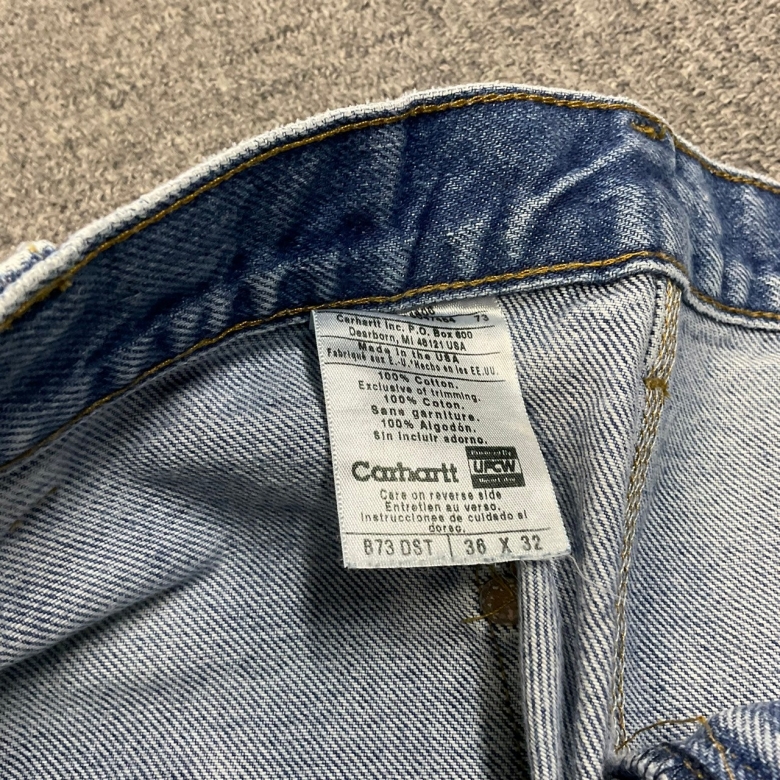 Carhartt Inc. P.O. Box 600
Dearborn, MI 48121 USA
Made in the USA
Fabriqué aux E.-U. Hecho en los EE.UU.
100% Cotton.
Exclusive of trimming.
100% Coton.
Sans garniture.
100% Algodón.
Sin incluir adorno.
Carhartt
UFCW
Care on reverse side
Entretien au verso.
Instrucciones de cuidado al
dorso.
B73 DST 36 X 32